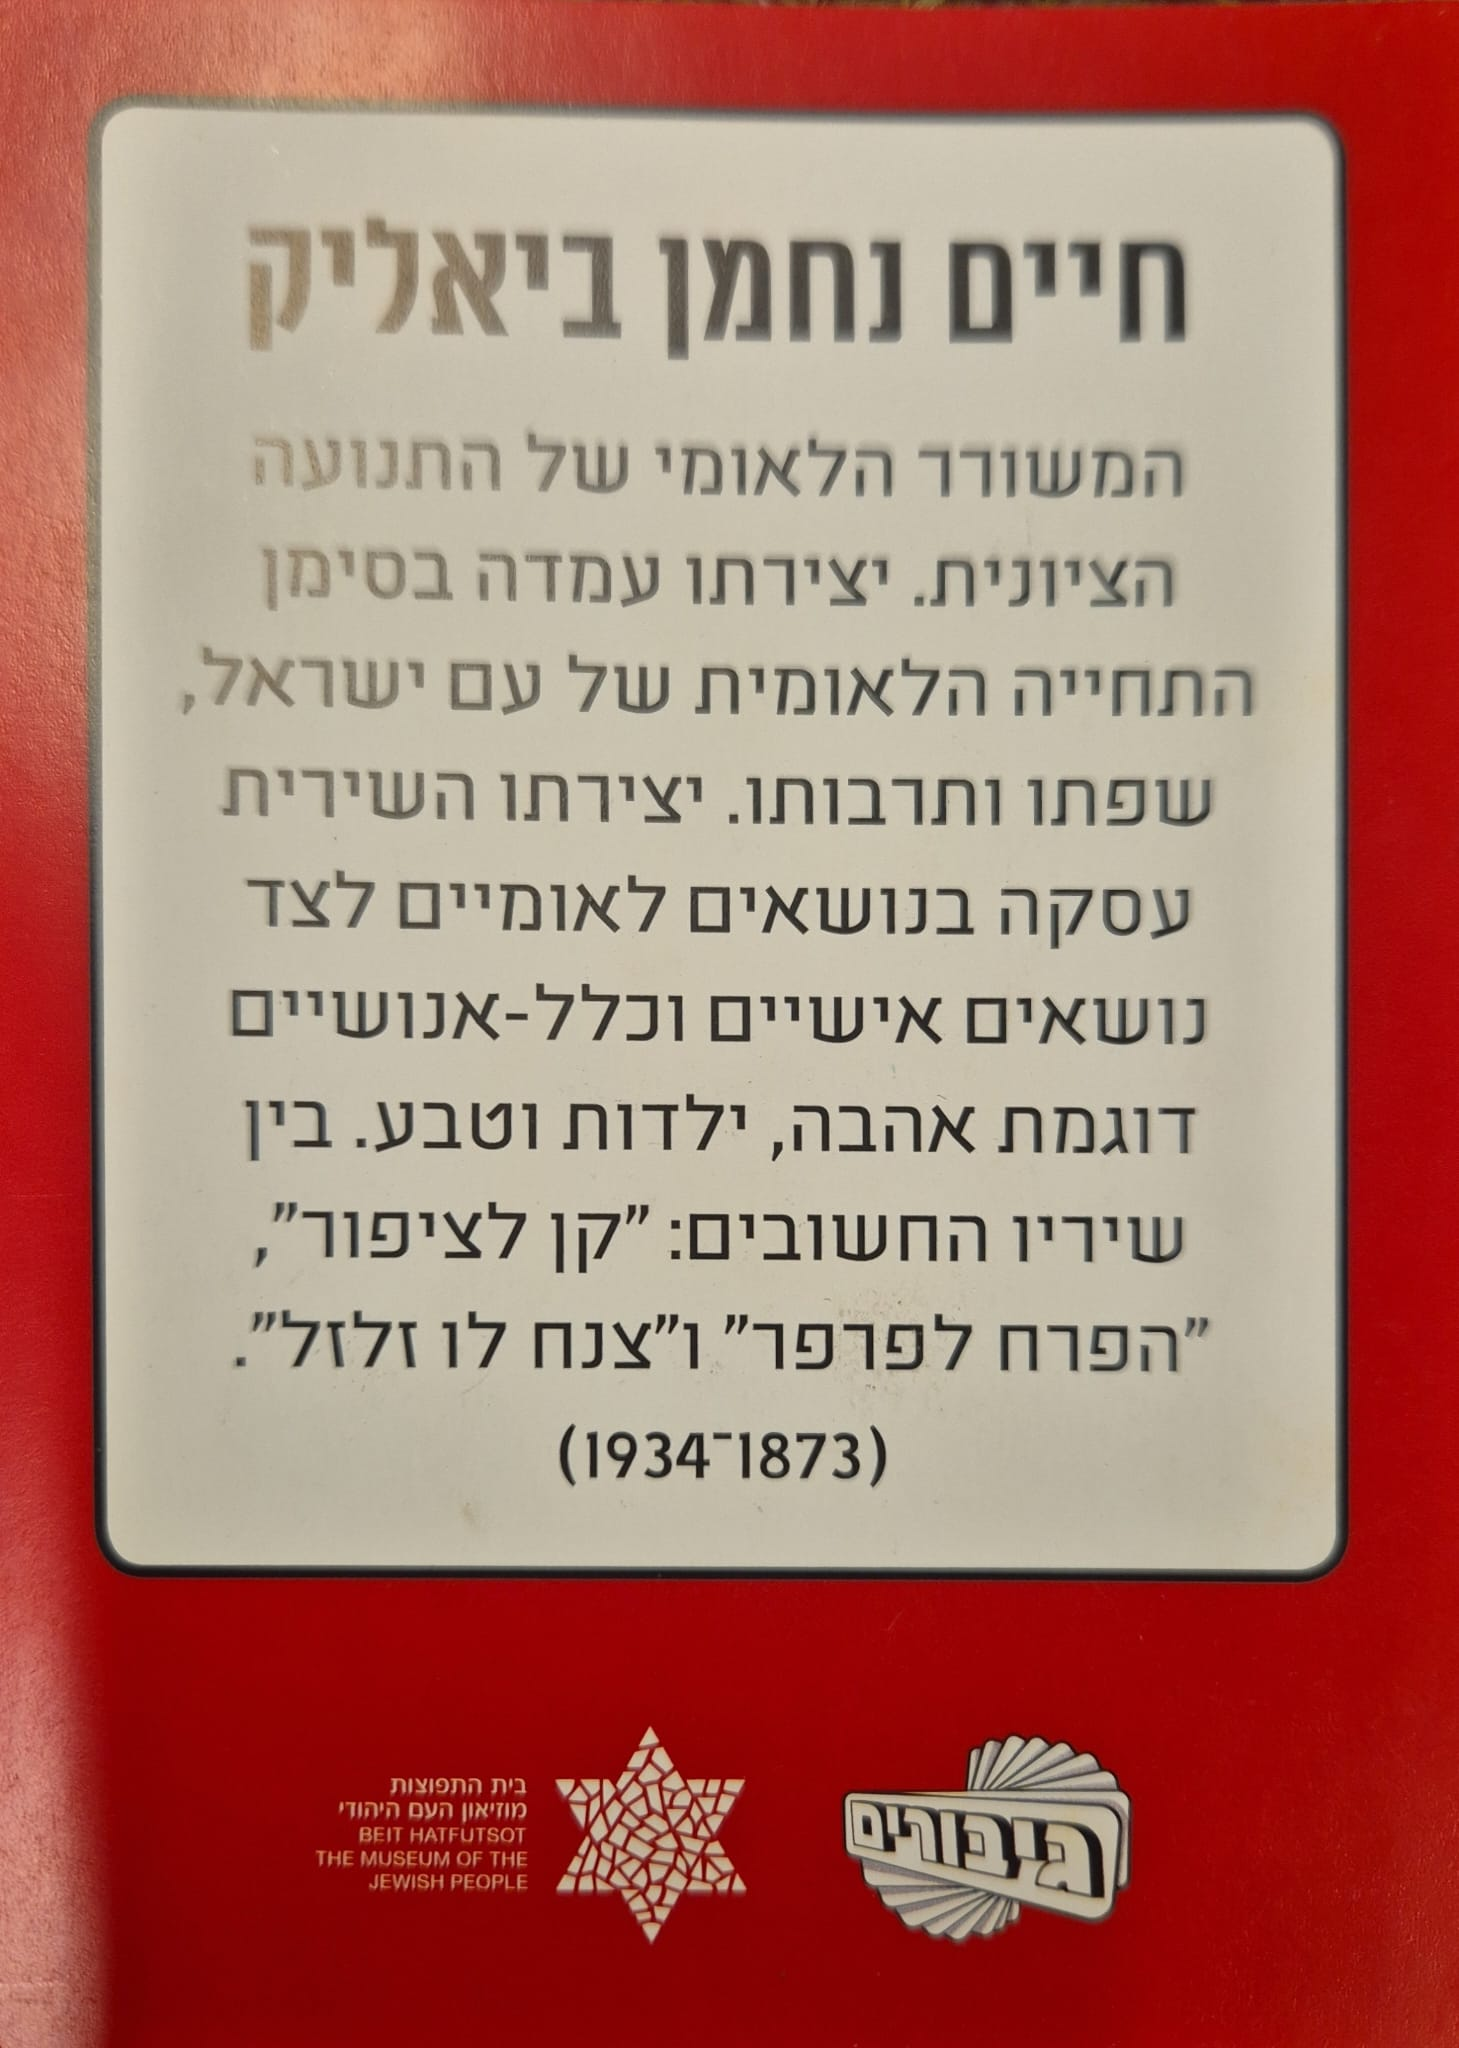 חיים נחמן ביאליק
המשורר הלאומי של התנועה
הציונית. יצירתו עמדה בסימן
התחייה הלאומית של עם ישראל,
שפתו ותרבותו. יצירתו השירית
עסקה בנושאים לאומיים לצד
נושאים אישיים וכלל-אנושיים
דוגמת אהבה, ילדות וטבע. בין
שיריו החשובים: "קן לציפור",
"הפרח לפרפר" ו"צנח לו זלזל".
(1934־1873)
גיבורים
בית התפוצות
מוזיאון העם היהודי
BEIT HATFUTSOT
THE MUSEUM OF THE
JEWISH PEOPLE